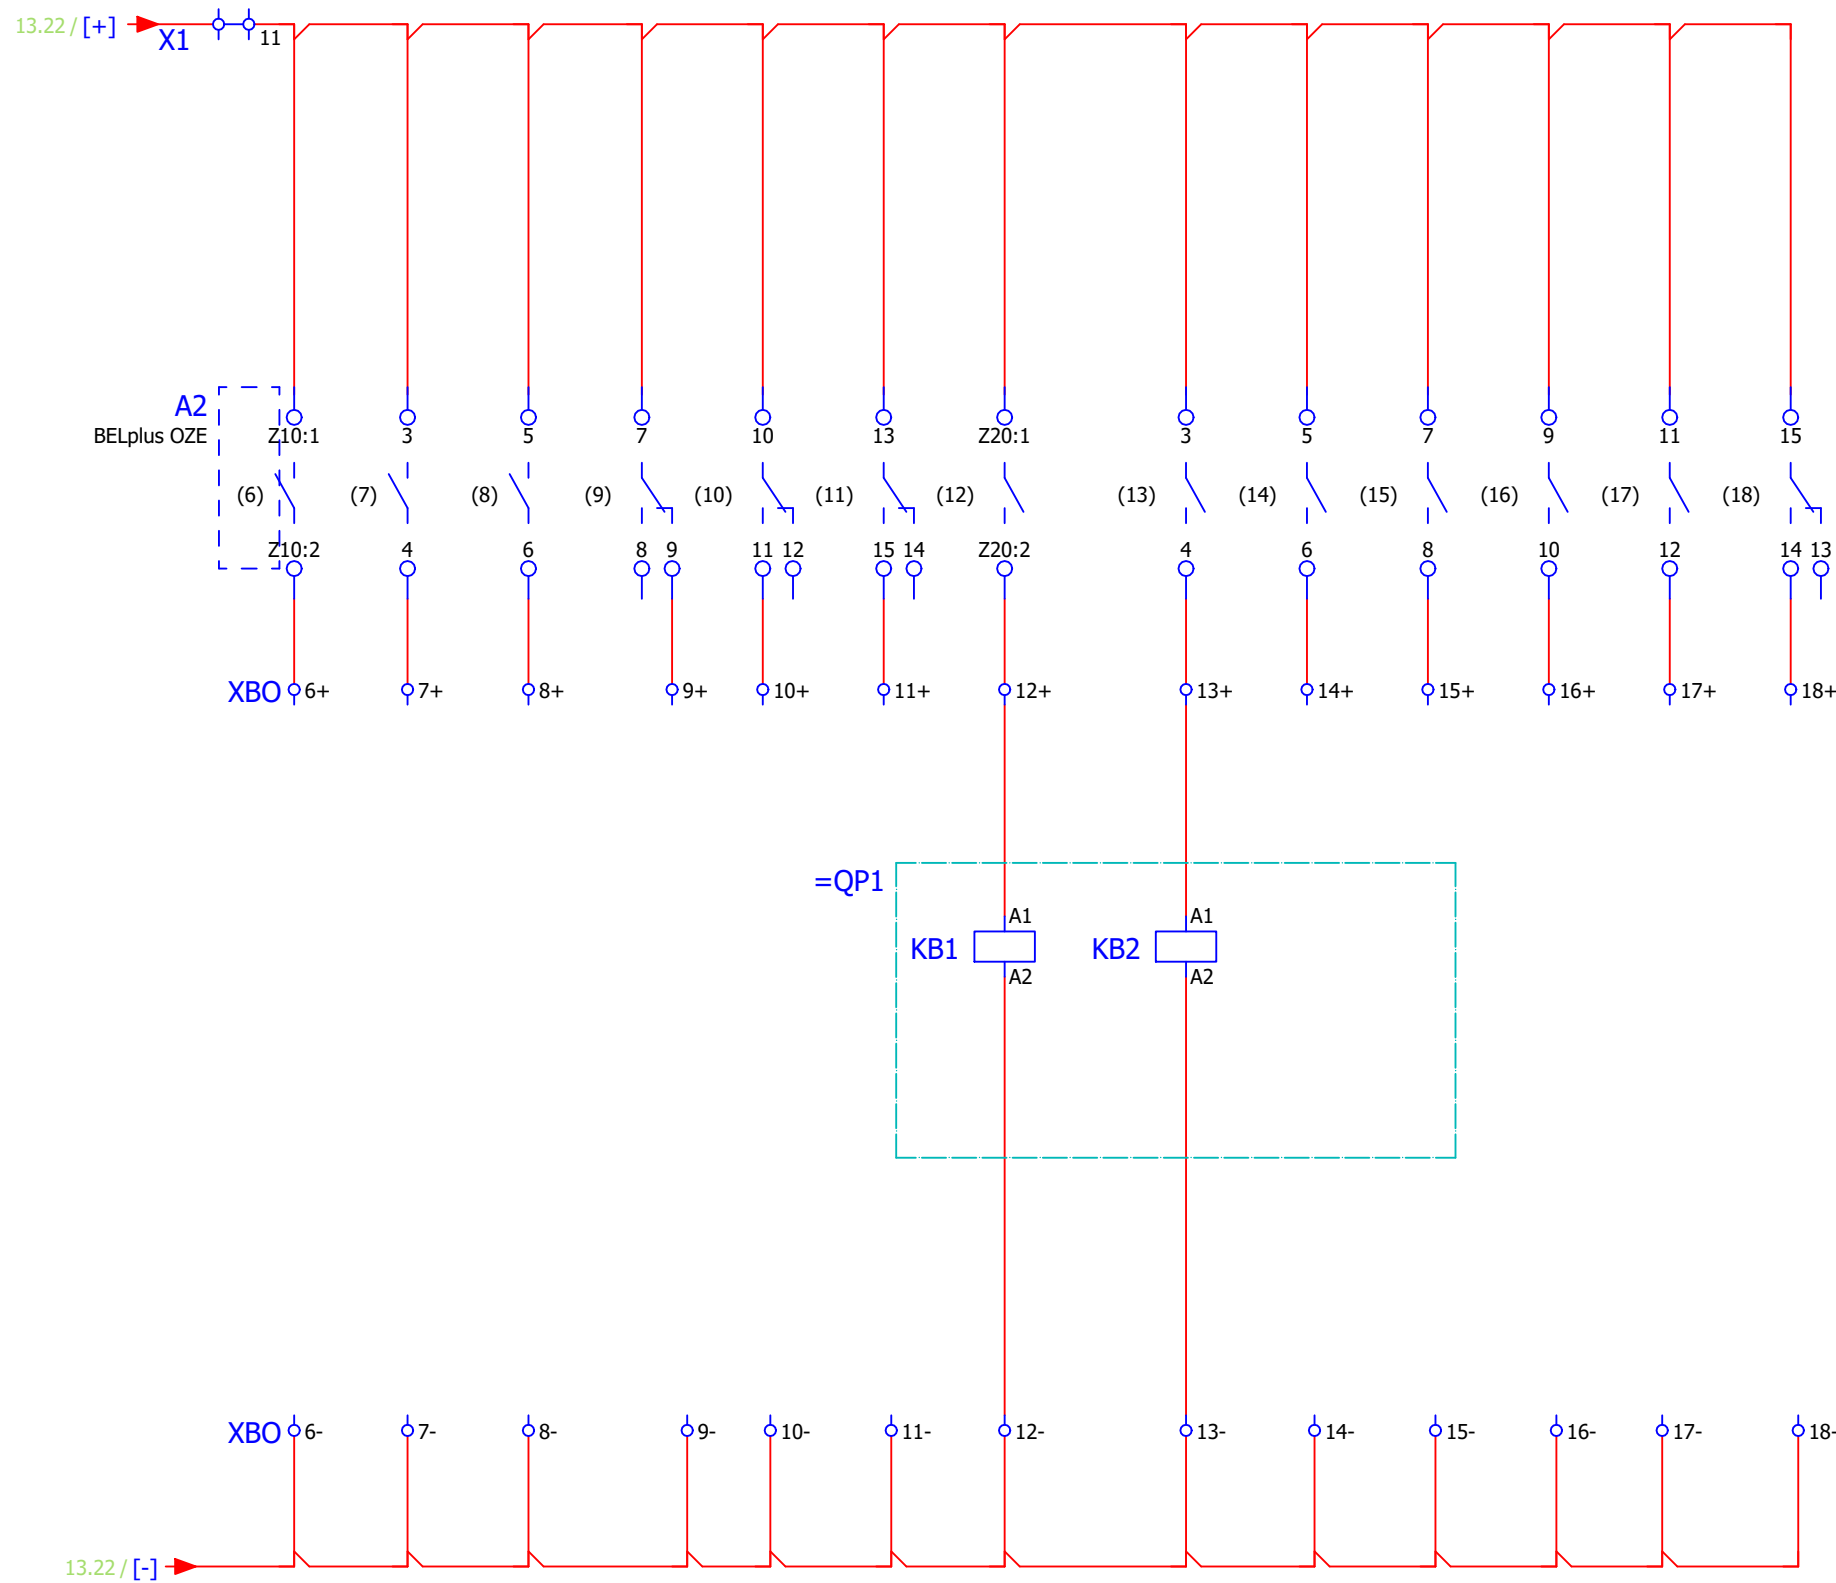 13.22 / [+] X1 11
A2
BELplus OZE
Z10:1 3 5 7 10 13 Z20:1 3 5 7 9 11 15
(6) (7) (8) (9) (10) (11) (12) (13) (14) (15) (16) (17) (18)
Z10:2 4 6 8 9 11 12 15 14 Z20:2 4 6 8 10 12 14 13
XBO 6+ 7+ 8+ 9+ 10+ 11+ 12+ 13+ 14+ 15+ 16+ 17+ 18+
=QP1
A1 A1
KB1 KB2
A2 A2
XBO 6- 7- 8- 9- 10- 11- 12- 13- 14- 15- 16- 17- 18-
13.22 / [-]